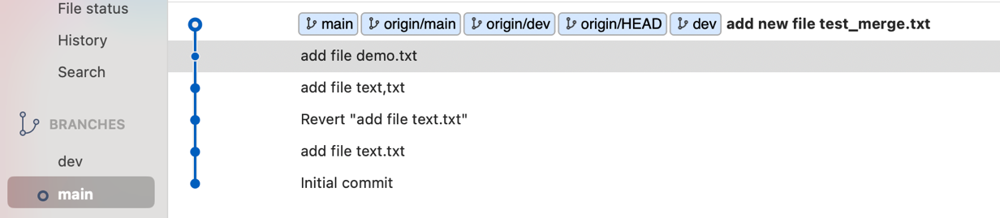 File status
History
Search
BRANCHES
dev
main
main origin/main origin/dev origin/HEAD dev add new file test_merge.txt
add file demo.txt
add file text,txt
Revert "add file text.txt"
add file text.txt
Initial commit